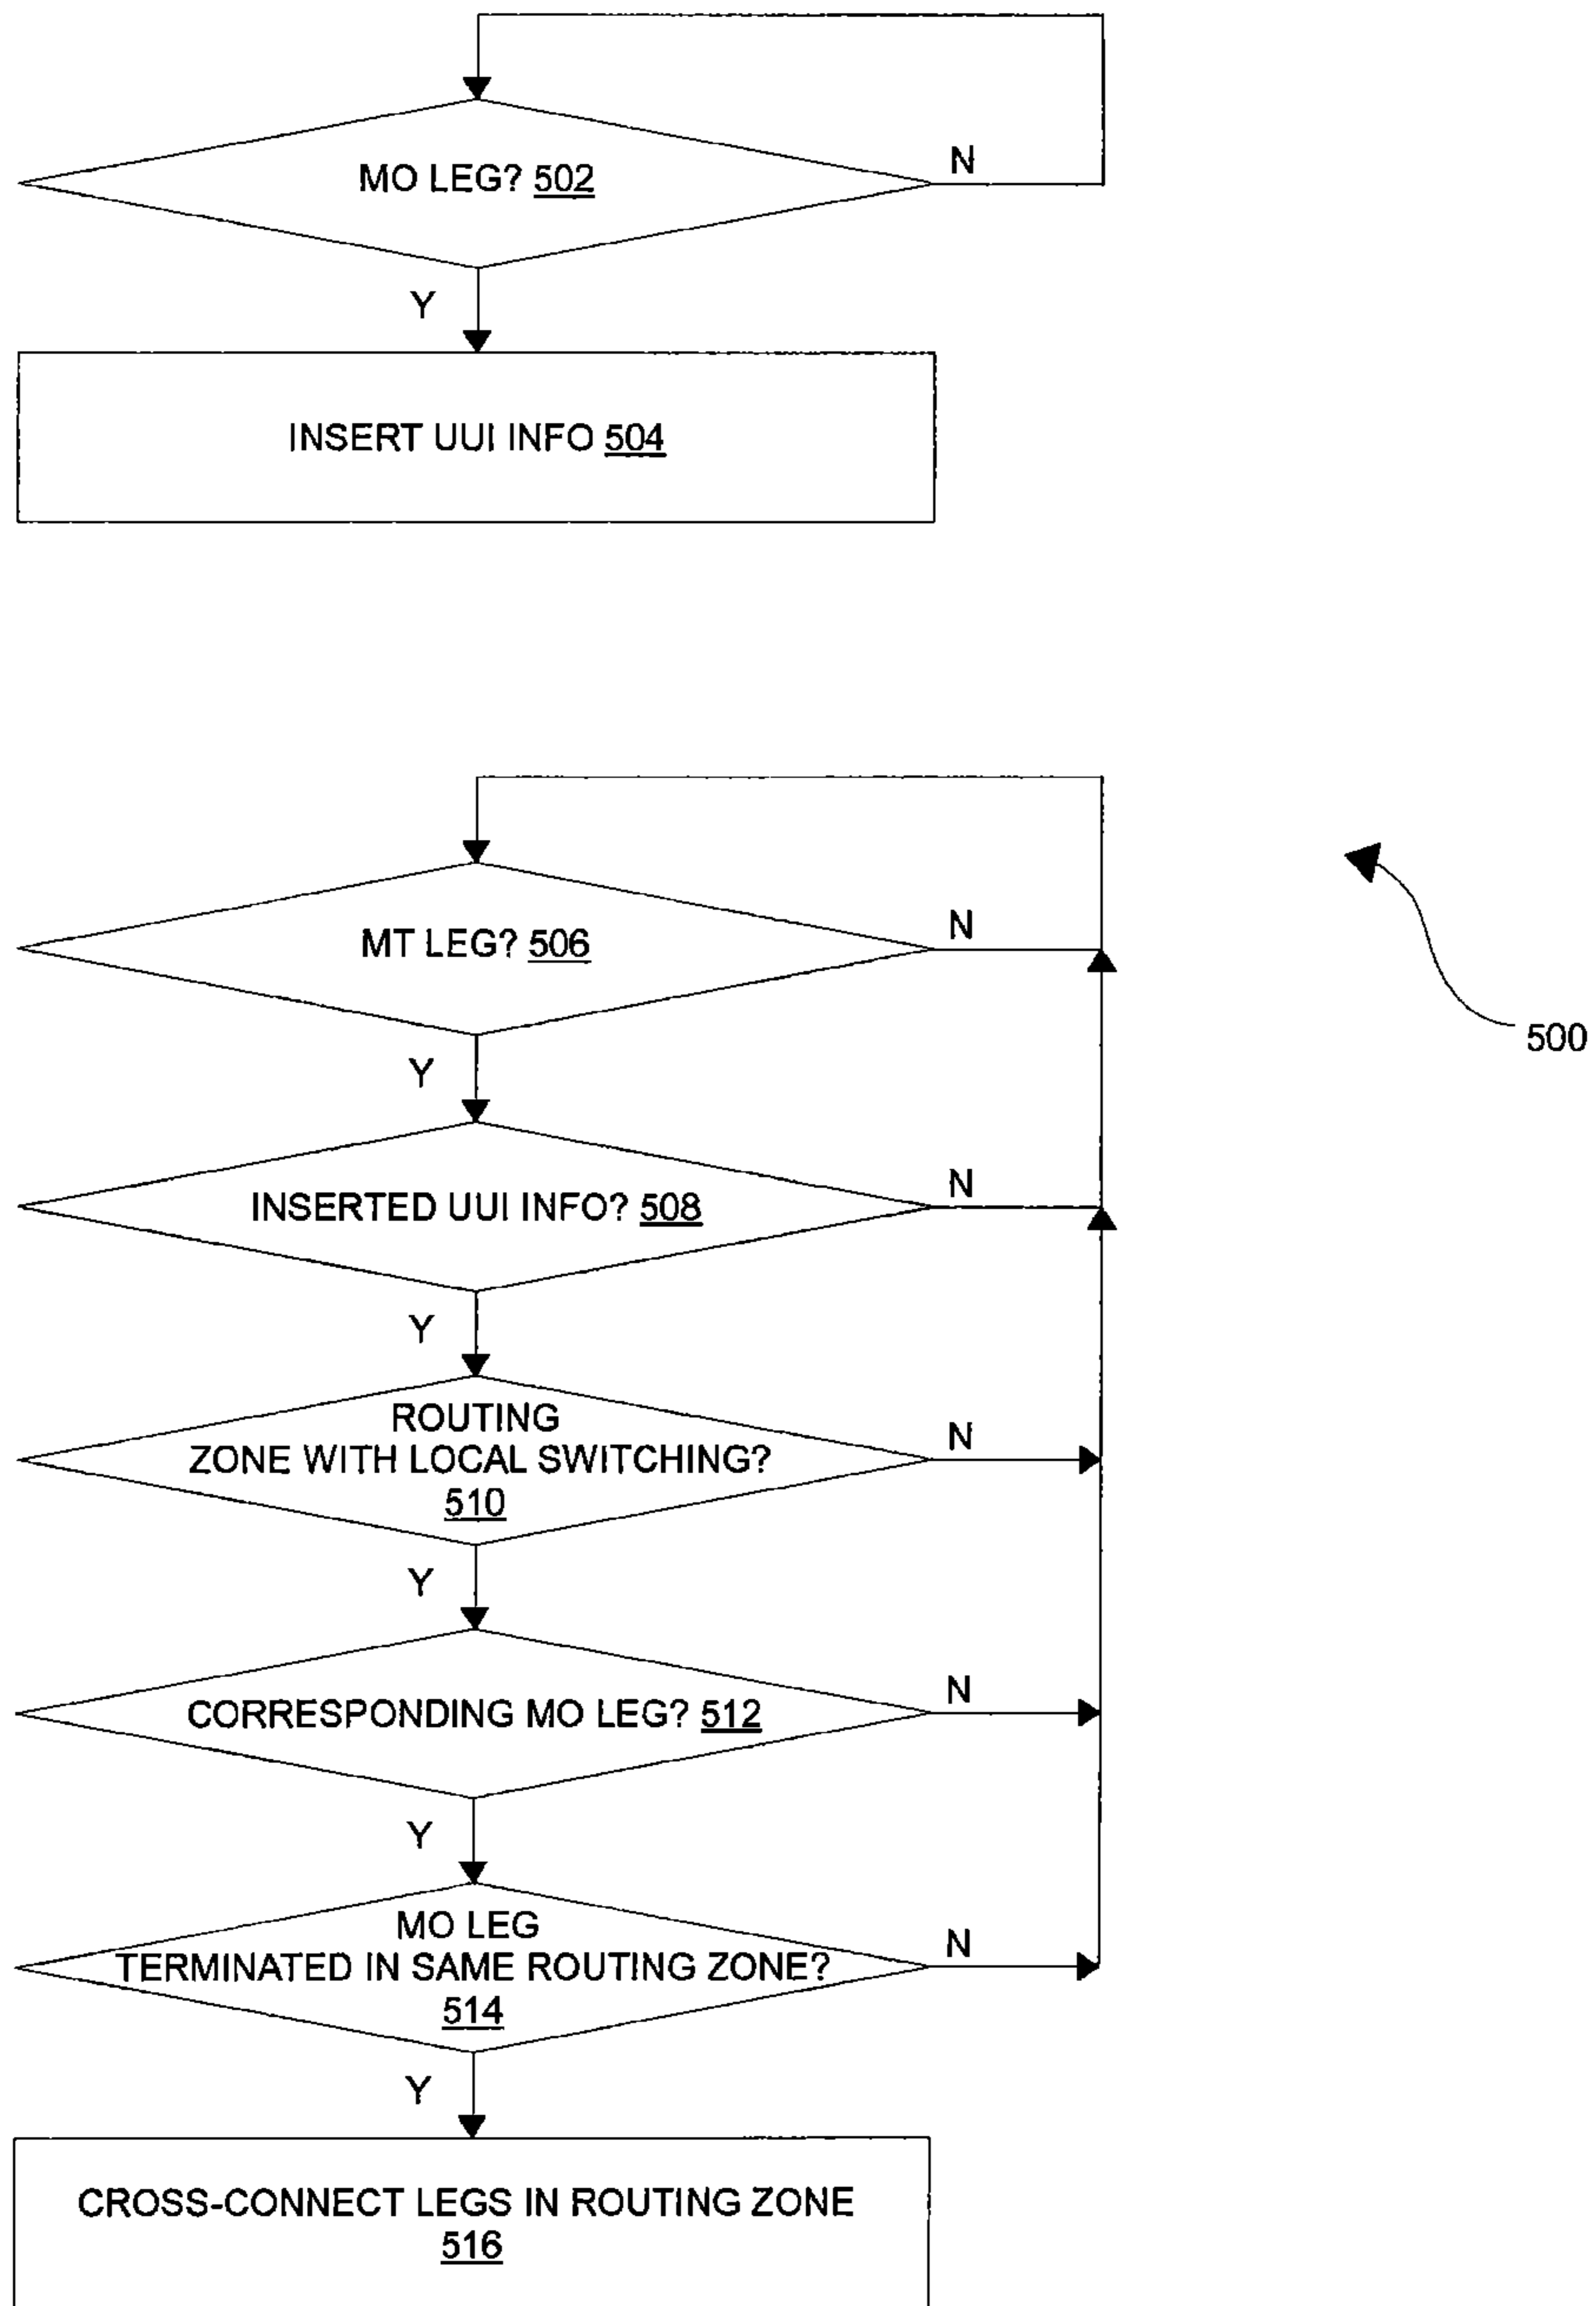 MO LEG? 502
N
Y
INSERT UUI INFO 504
MT LEG? 506
N
500
Y
INSERTED UUI INFO? 508
N
Y
ROUTING
ZONE WITH LOCAL SWITCHING?
510
N
Y
CORRESPONDING MO LEG? 512
N
Y
MO LEG
TERMINATED IN SAME ROUTING ZONE?
514
N
Y
CROSS-CONNECT LEGS IN ROUTING ZONE
516